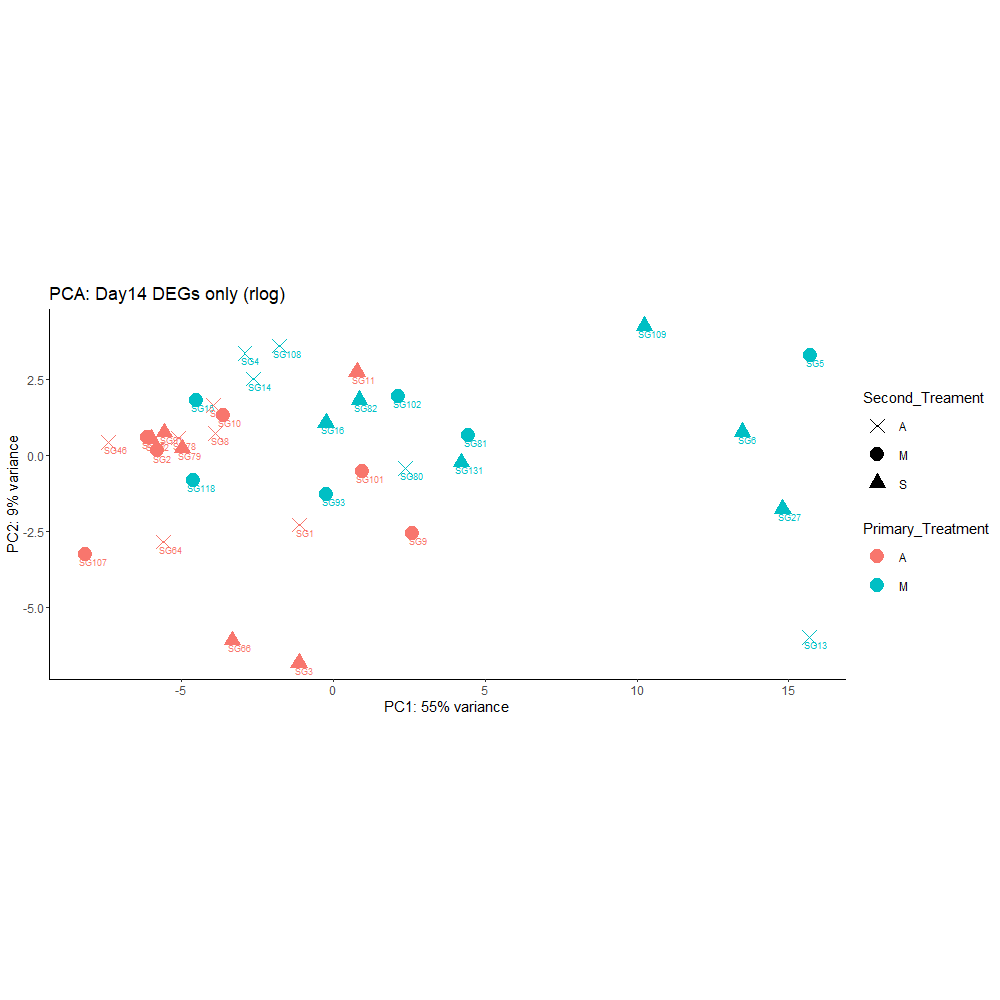 PCA: Day14 DEGs only (rlog)
SG109
SG5
SG4
SG108
SG14
SG11
SG82
SG102
SG10
SG16
SG81
SG6
SG8
SG46
SG2
SG79
SG131
SG80
SG101
SG118
SG93
SG27
SG1
SG9
SG64
SG107
SG66
SG3
SG13
2.5
0.0
-2.5
-5.0
PC2: 9% variance
-5
0
5
10
15
PC1: 55% variance
Second_Treament
A
M
S
Primary_Treatment
A
M